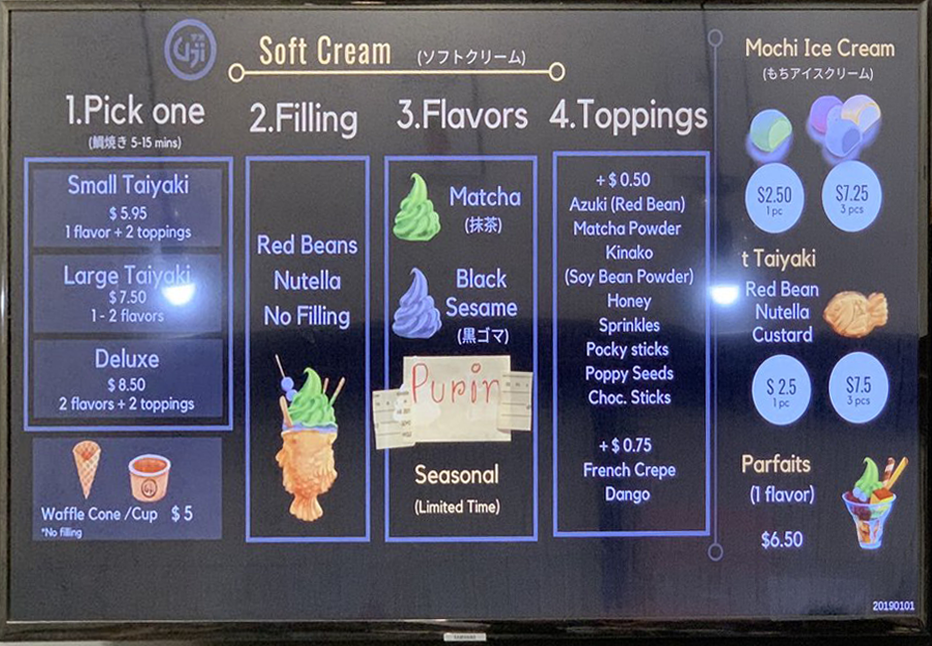 Uji
Soft Cream (ソフトクリーム)
1.Pick one
(鯛焼き 5-15 mins)
Small Taiyaki
$ 5.95
1 flavor + 2 toppings
Large Taiyaki
$ 7.50
1 - 2 flavors
Deluxe
$ 8.50
2 flavors + 2 toppings
Waffle Cone /Cup $ 5
*No filling
2.Filling
Red Beans
Nutella
No Filling
3.Flavors
Matcha
(抹茶)
Black
Sesame
(黒ゴマ)
Purin
Seasonal
(Limited Time)
4.Toppings
+ $ 0.50
Azuki (Red Bean)
Matcha Powder
Kinako
(Soy Bean Powder)
Honey
Sprinkles
Pocky sticks
Poppy Seeds
Choc. Sticks
+ $ 0.75
French Crepe
Dango
Mochi Ice Cream
(もちアイスクリーム)
$2.50
1 pc
$7.25
3 pcs
t Taiyaki
Red Bean
Nutella
Custard
$ 2.5
1 pc
$7.5
3 pcs
Parfaits
(1 flavor)
$6.50
20190101
SAMSUNG